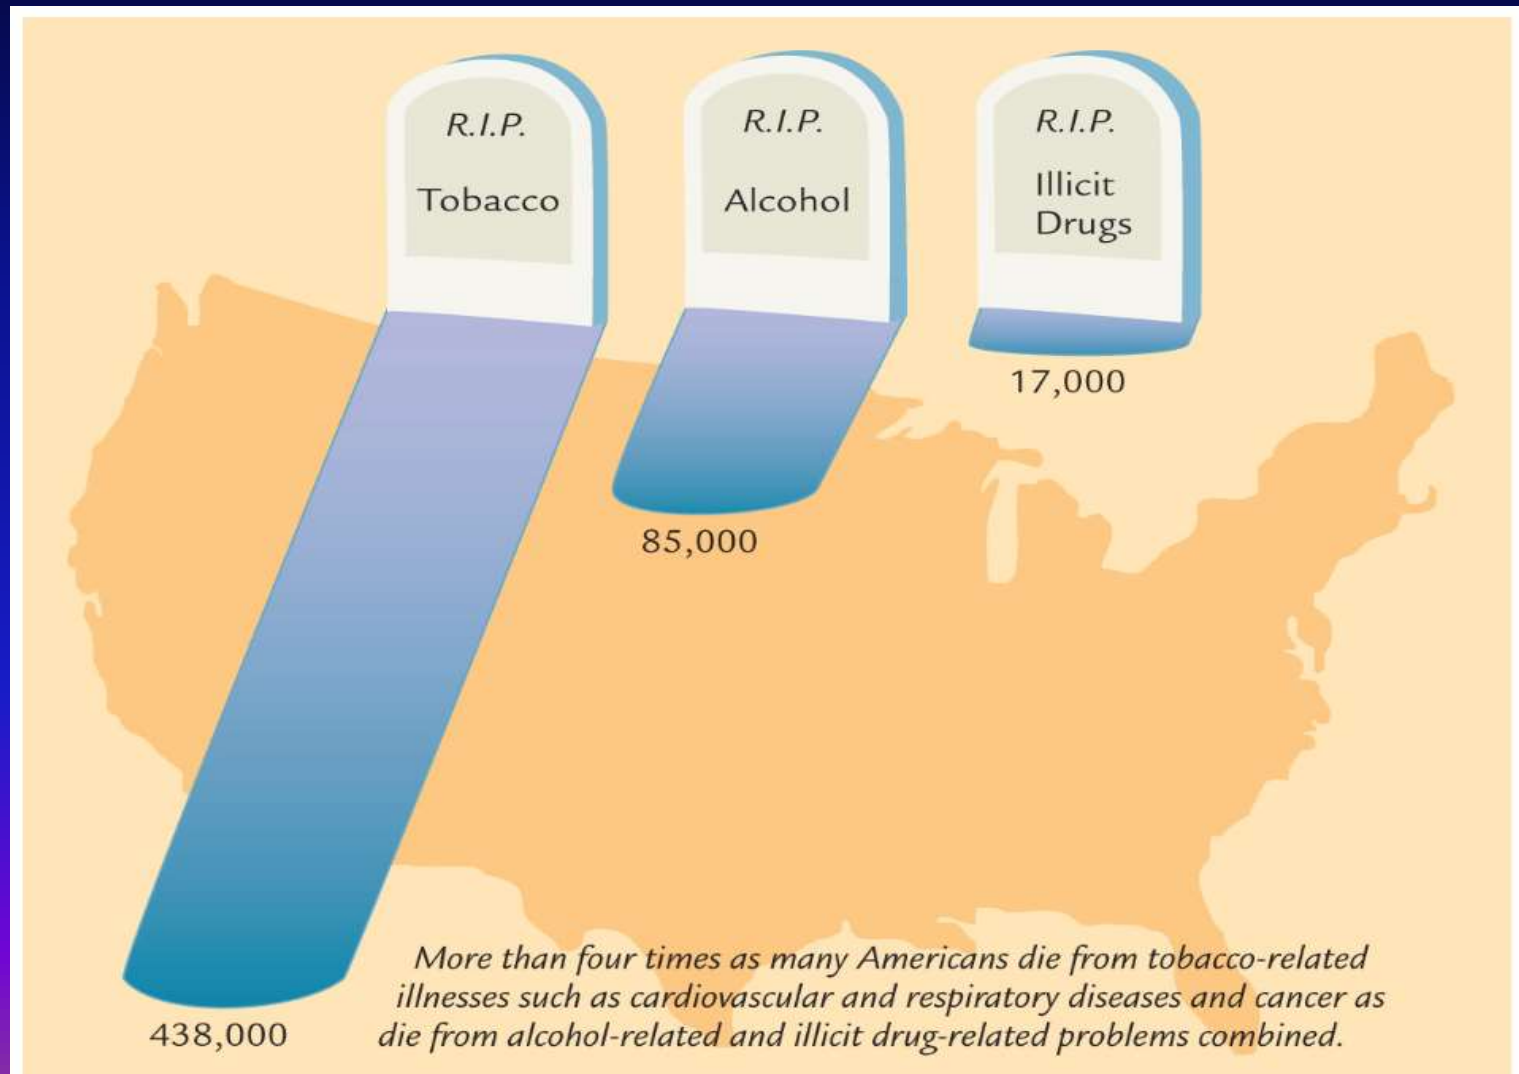 R.I.P.
Tobacco
R.I.P.
Alcohol
R.I.P.
Illicit
Drugs
17,000
85,000
438,000
More than four times as many Americans die from tobacco-related
illnesses such as cardiovascular and respiratory diseases and cancer as
die from alcohol-related and illicit drug-related problems combined.